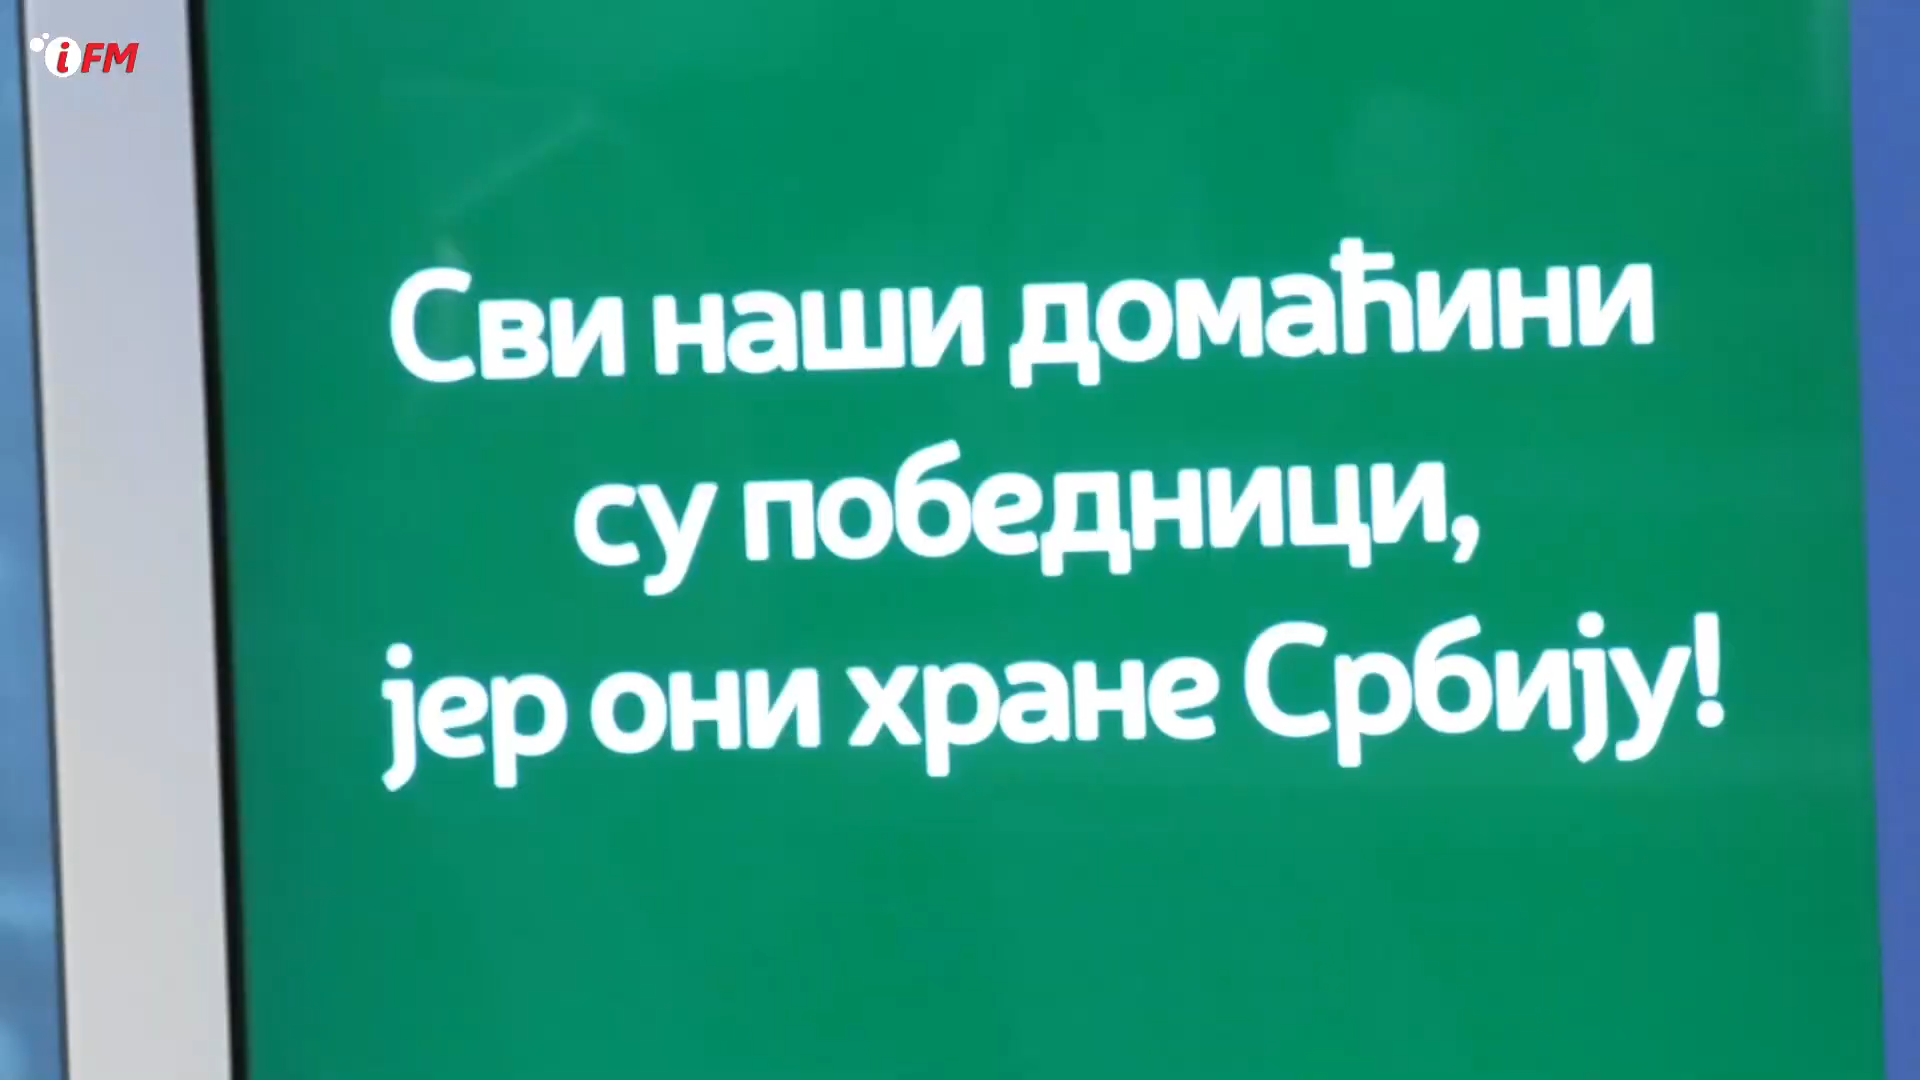 iFM
Сви наши домаћини
су победници,
јер они хране Србију!